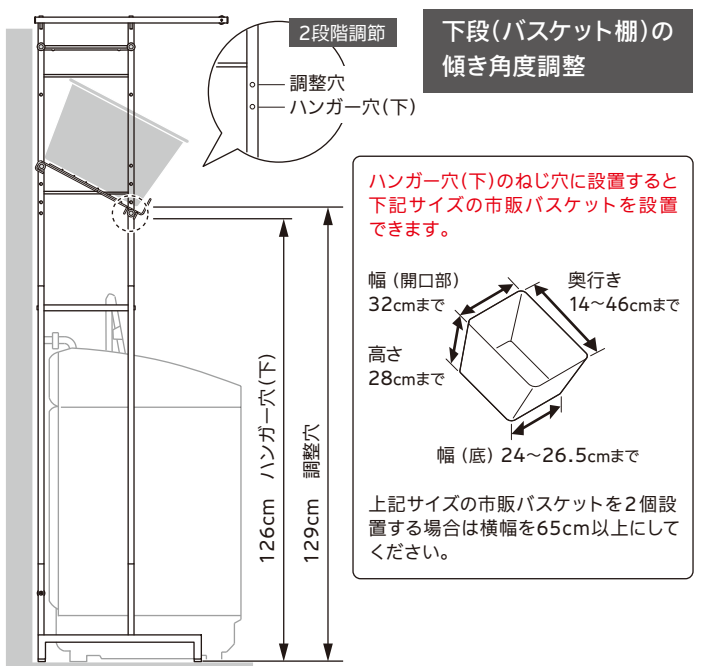 下段(バスケット棚)の
傾き角度調整
2段階調節
調整穴
ハンガー穴(下)
126cm ハンガー穴(下)
129cm 調整穴
ハンガー穴(下)のねじ穴に設置すると
下記サイズの市販バスケットを設置
できます。
幅(開口部)
32cmまで
奥行き
14〜46cmまで
高さ
28cmまで
幅(底) 24〜26.5cmまで
上記サイズの市販バスケットを2個設
置する場合は横幅を65cm以上にして
ください。